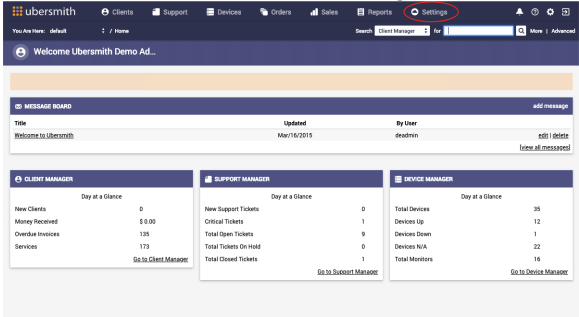 ubersmith Clients Support Devices Orders Sales Reports Settings
You Are Here: default / Home Search Client Manager for More | Advanced
Welcome Ubersmith Demo Ad...
MESSAGE BOARD add message
Title Updated By User
Welcome to Ubersmith Mar/16/2015 deadmin edit | delete
[view all messages]
CLIENT MANAGER
Day at a Glance
New Clients 0
Money Received $ 0.00
Overdue Invoices 135
Services 173
Go to Client Manager
SUPPORT MANAGER
Day at a Glance
New Support Tickets 0
Critical Tickets 1
Total Open Tickets 9
Total Tickets On Hold 0
Total Closed Tickets 1
Go to Support Manager
DEVICE MANAGER
Day at a Glance
Total Devices 35
Devices Up 12
Devices Down 1
Devices N/A 22
Total Monitors 16
Go to Device Manager